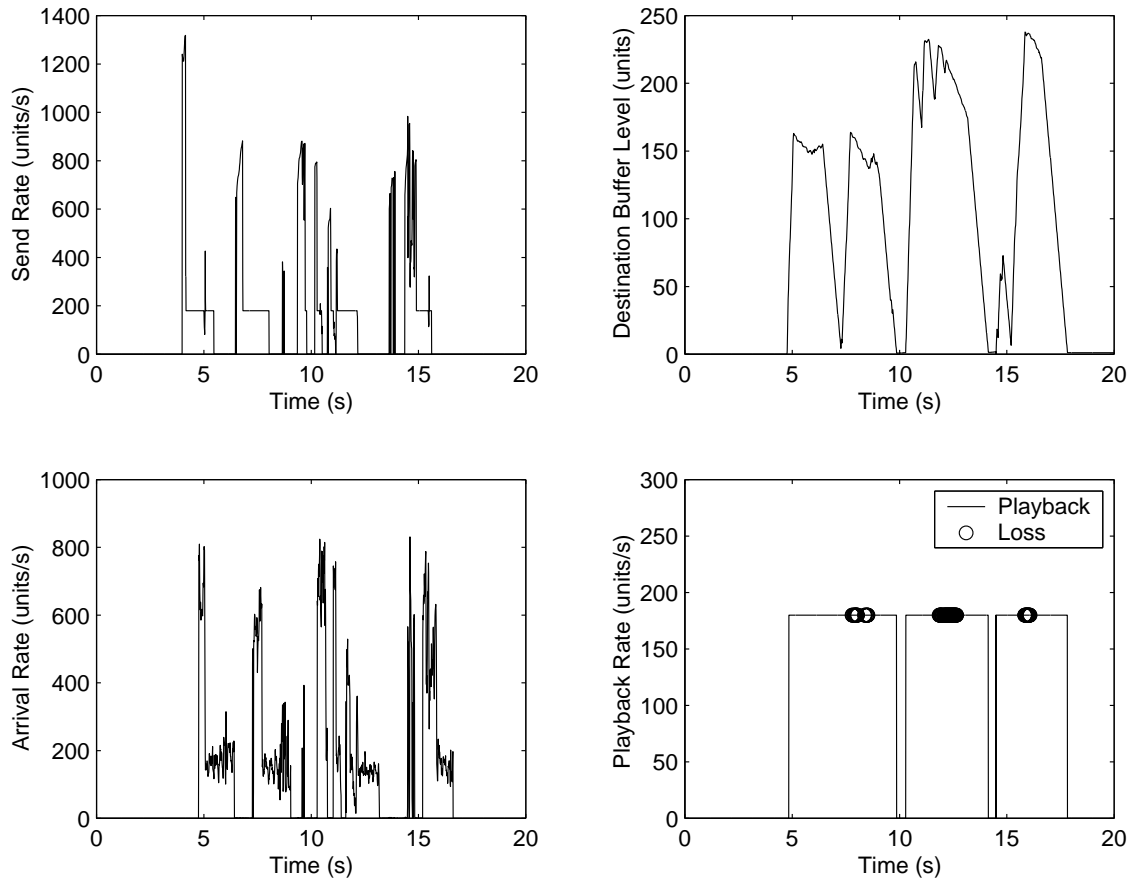 Send Rate (units/s)
1400
1200
1000
800
600
400
200
0
0 5 10 15 20
Time (s)
Destination Buffer Level (units)
250
200
150
100
50
0
0 5 10 15 20
Time (s)
Arrival Rate (units/s)
1000
800
600
400
200
0
0 5 10 15 20
Time (s)
Playback Rate (units/s)
300
250
200
150
100
50
0
0 5 10 15 20
Time (s)
Playback
Loss